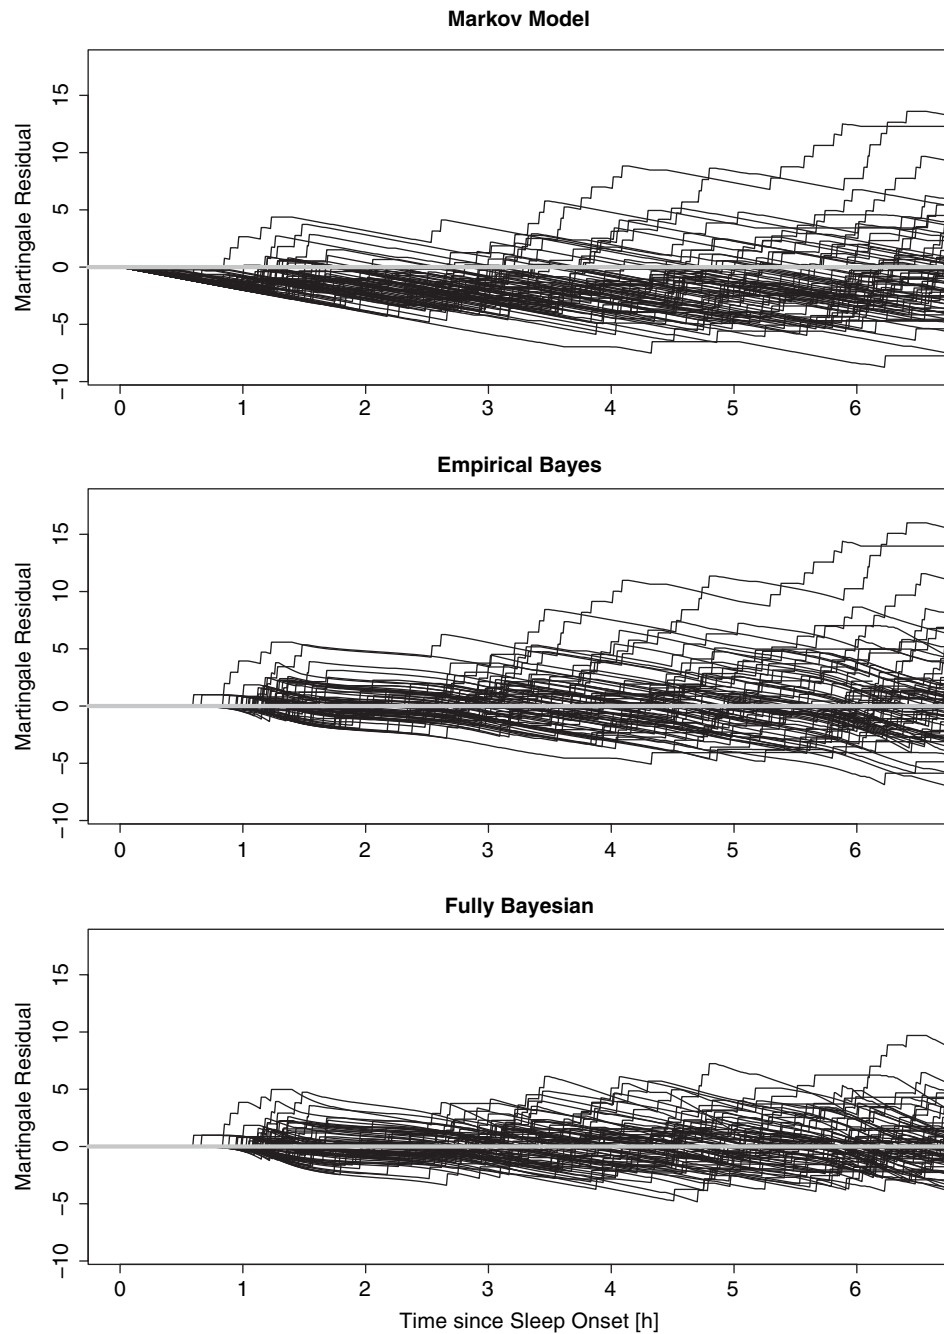 Markov Model
Martingale Residual
15
10
5
0
−5
−10
0 1 2 3 4 5 6
Empirical Bayes
Martingale Residual
15
10
5
0
−5
−10
0 1 2 3 4 5 6
Fully Bayesian
Martingale Residual
15
10
5
0
−5
−10
0 1 2 3 4 5 6
Time since Sleep Onset [h]